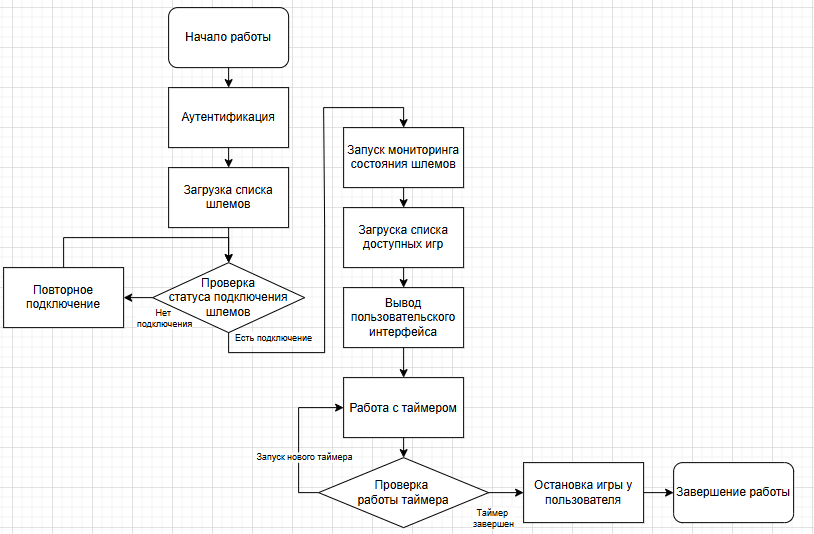 Начало работы
Аутентификация
Загрузка списка
шлемов
Проверка
статуса подключения
шлемов
Повторное
подключение
Нет
подключения
Есть подключение
Запуск мониторинга
состояния шлемов
Загруска списка
доступных игр
Вывод
пользовательского
интерфейса
Работа с таймером
Запуск нового таймера
Проверка
работы таймера
Таймер
завершен
Остановка игры у
пользователя
Завершение работы